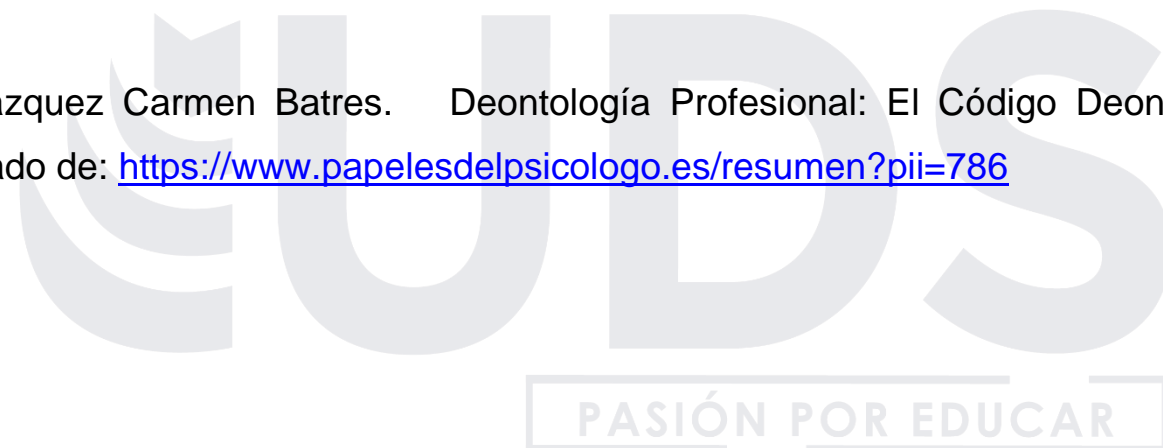 azquez Carmen Batres. Deontología Profesional: El Código Deon
ado de: https://www.papelesdelpsicologo.es/resumen?pii=786
UDS
PASIÓN POR EDUCAR